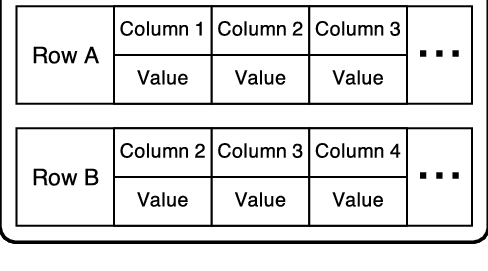 Column 1 Column 2 Column 3
Row A ...
Value Value Value
Column 2 Column 3 Column 4
Row B ...
Value Value Value